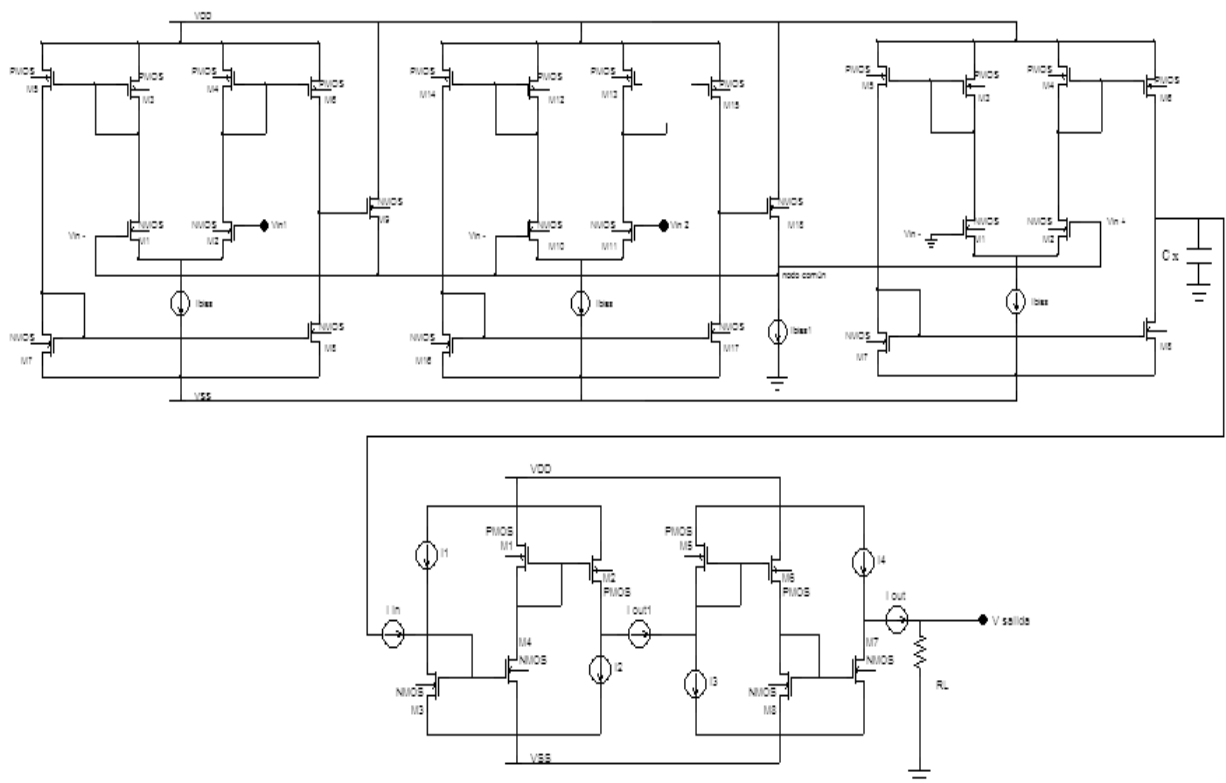 VDD
PMOS
M5
PMOS
M3
PMOS
M4
PMOS
M6
PMOS
M14
PMOS
M12
PMOS
M13
PMOS
M15
PMOS
M5
PMOS
M3
PMOS
M4
PMOS
M6
Vin -
NMOS
M1
NMOS
M2
Vin1
NMOS
M9
Vin -
NMOS
M10
NMOS
M11
Vin 2
NMOS
M18
Vin -
NMOS
M1
NMOS
M2
Vin +
nodo común
Cx
Ibias
Ibias
Ibias1
Ibias
NMOS
M7
NMOS
M8
NMOS
M16
NMOS
M17
NMOS
M7
M8
VSS
VDD
I1
PMOS
M1
M2
PMOS
PMOS
M5
M6
PMOS
I4
I in
I out1
I out
V salida
M4
NMOS
NMOS
M3
I2
I3
NMOS
M8
M7
NMOS
RL
VSS